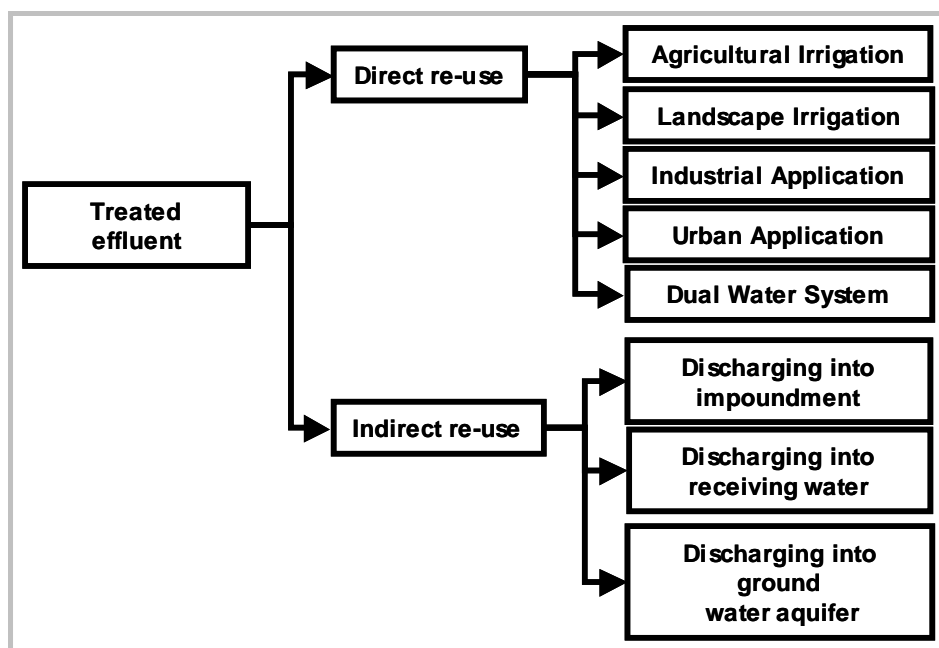 Treated
effluent
Direct re-use
Agricultural Irrigation
Landscape Irrigation
Industrial Application
Urban Application
Dual Water System
Indirect re-use
Discharging into
impoundment
Discharging into
receiving water
Discharging into
ground
water aquifer